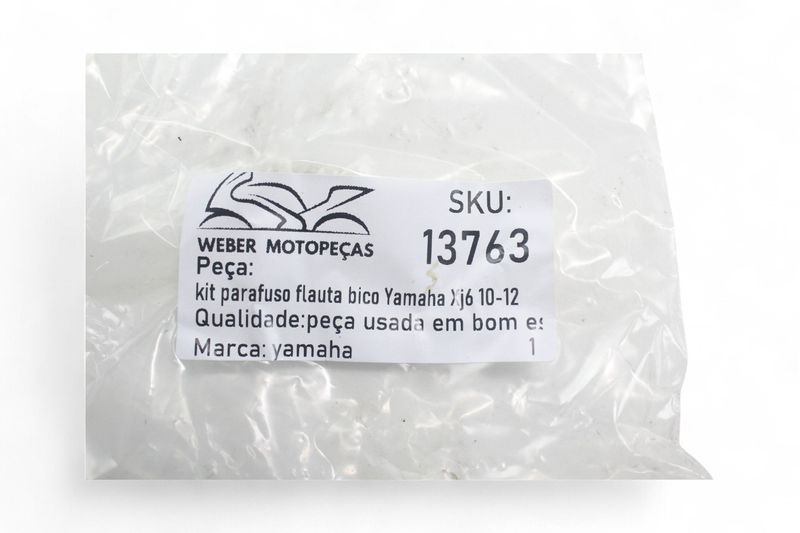 SKU:
13763
WEBER MOTOPEÇAS
Peça:
kit parafuso flauta bico Yamaha Xj6 10-12
Qualidade:peça usada em bom es
Marca: yamaha 1